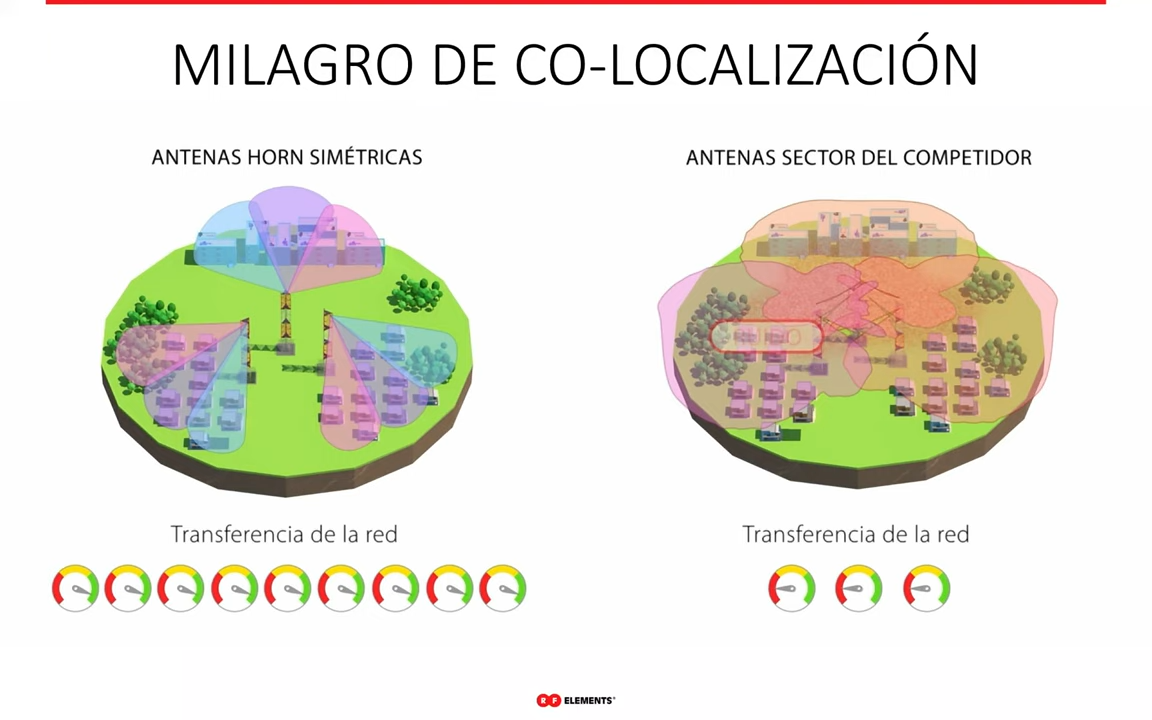 MILAGRO DE CO-LOCALIZACIÓN
ANTENAS HORN SIMÉTRICAS
ANTENAS SECTOR DEL COMPETIDOR
Transferencia de la red
Transferencia de la red
RF ELEMENTS